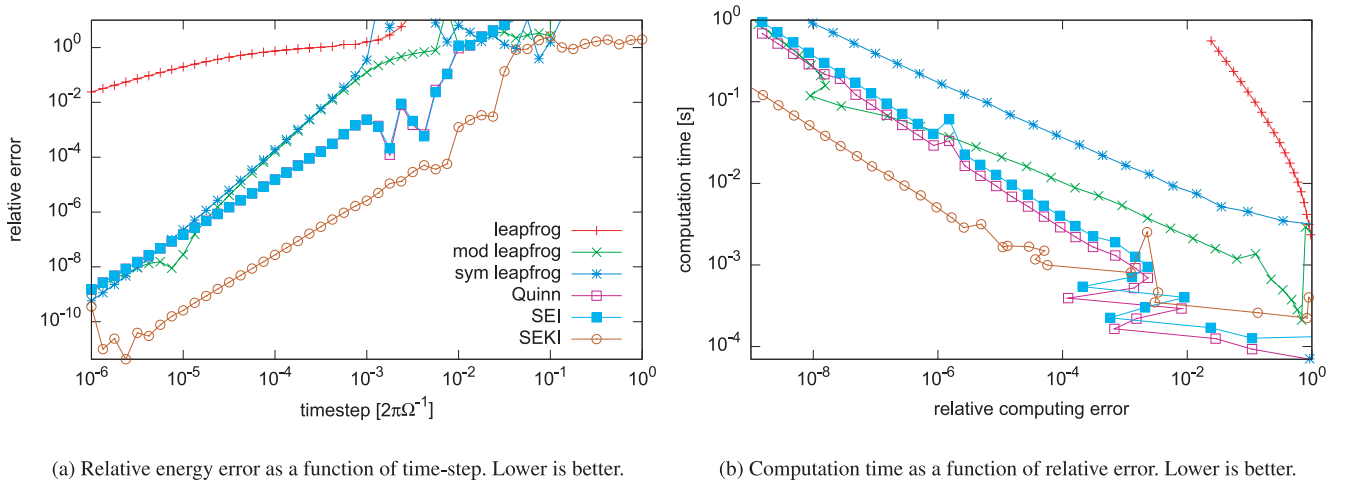 10^0
10^-2
10^-4
10^-6
10^-8
10^-10
relative error
10^-6
10^-5
10^-4
10^-3
10^-2
10^-1
10^0
timestep [2πΩ^-1]
leapfrog
mod leapfrog
sym leapfrog
Quinn
SEI
SEKI
(a) Relative energy error as a function of time-step. Lower is better.
10^0
10^-1
10^-2
10^-3
10^-4
computation time [s]
10^-8
10^-6
10^-4
10^-2
10^0
relative computing error
(b) Computation time as a function of relative error. Lower is better.